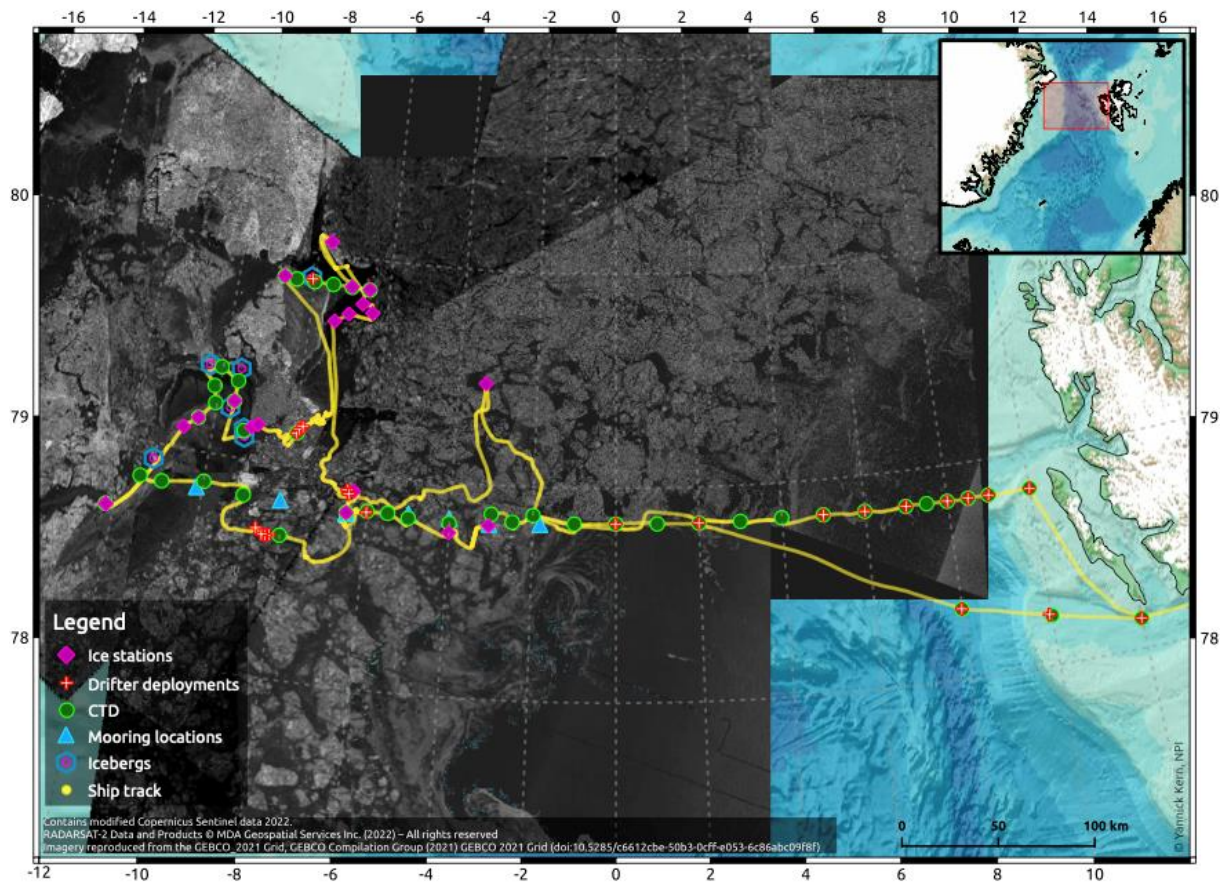 -16 -14 -12 -10 -8 -6 -4 -2 0 2 4 6 8 10 12 14 16
80 80
79 79
78 78
Legend
Ice stations
Drifter deployments
CTD
Mooring locations
Icebergs
Ship track
Contains modified Copernicus Sentinel data 2022.
RADARSAT-2 Data and Products © MDA Geospatial Services Inc. (2022) – All rights reserved
Imagery reproduced from the GEBCO_2021 Grid, GEBCO Compilation Group (2021) GEBCO 2021 Grid (doi:10.5285/c6612cbe-50b3-0cff-e053-6c86abc09f8f)
0 50 100 km
© Yannick Kern, NPI
-12 -10 -8 -6 -4 -2 0 2 4 6 8 10